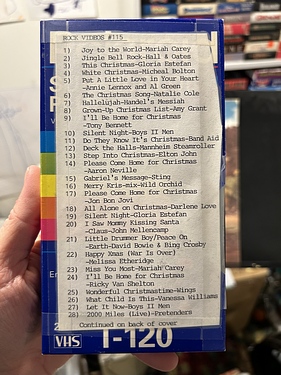 ROCK VIDEOS #115
1) Joy to the World-Mariah Carey
2) Jingle Bell Rock-Hall & Oats
3) This Christmas-Gloria Estefan
4) White Christmas-Micheal Bolton
5) Put A Little Love in Your Heart
-Annie Lennox and Al Green
6) The Christmas Song-Natalie Cole
7) Hallelujah-Handel's Messiah
8) Grown-Up Christmas List-Amy Grant
9) I'll Be Home for Christmas
-Tony Bennett
10) Silent Night-Boys II Men
11) Do They Know It's Christmas-Band Aid
12) Deck the Halls-Mannheim Steamroller
13) Step Into Christmas-Elton John
14) Please Come Home for Christmas
-Aaron Neville
15) Gabriel's Message-Sting
16) Merry Kris-mix-Wild Orchid
17) Please Come Home for Christmas
-Jon Bon Jovi
18) All Alone on Christmas-Darlene Love
19) Silent Night-Gloria Estefan
20) I Saw Mommy Kissing Santa
-Claus-John Mellencamp
21) Little Drummer Boy/Peace On
-Earth-David Bowie & Bing Crosby
22) Happy Xmas (War Is Over)
-Melissa Etheridge
23) Miss You Most-Mariah Carey
24) I'll Be Home for Christmas
-Ricky Van Shelton
25) Wonderful Christmastime-Wings
26) What Child Is This-Vanessa Williams
27) Let It Now-Boys II Men
28) 2000 Miles (Live)-Pretenders
Continued on back of cover
VHS T-120